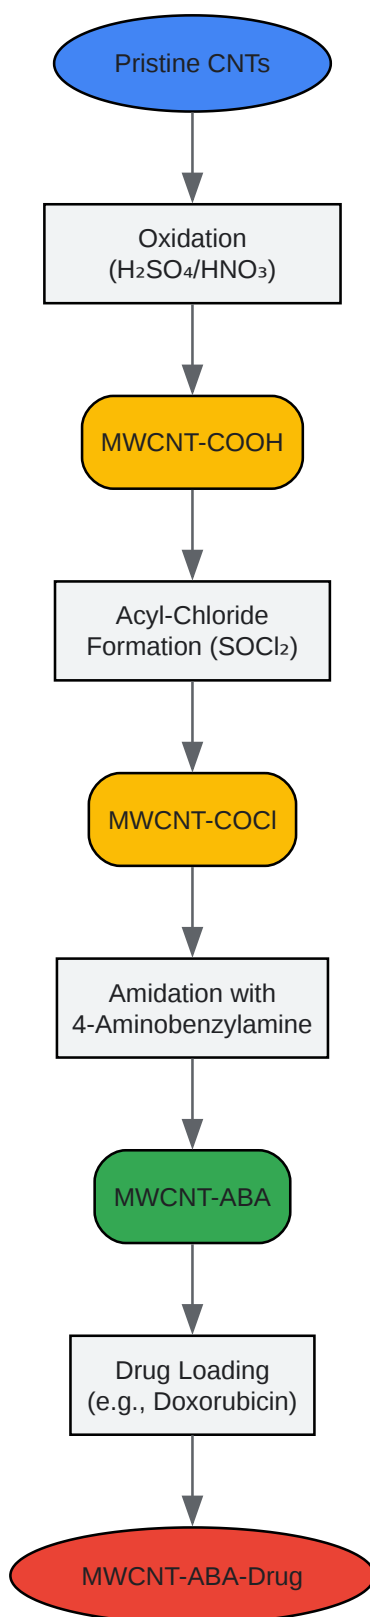 Pristine CNTs
Oxidation
(H₂SO₄/HNO₃)
MWCNT-COOH
Acyl-Chloride
Formation (SOCl₂)
MWCNT-COCl
Amidation with
4-Aminobenzylamine
MWCNT-ABA
Drug Loading
(e.g., Doxorubicin)
MWCNT-ABA-Drug